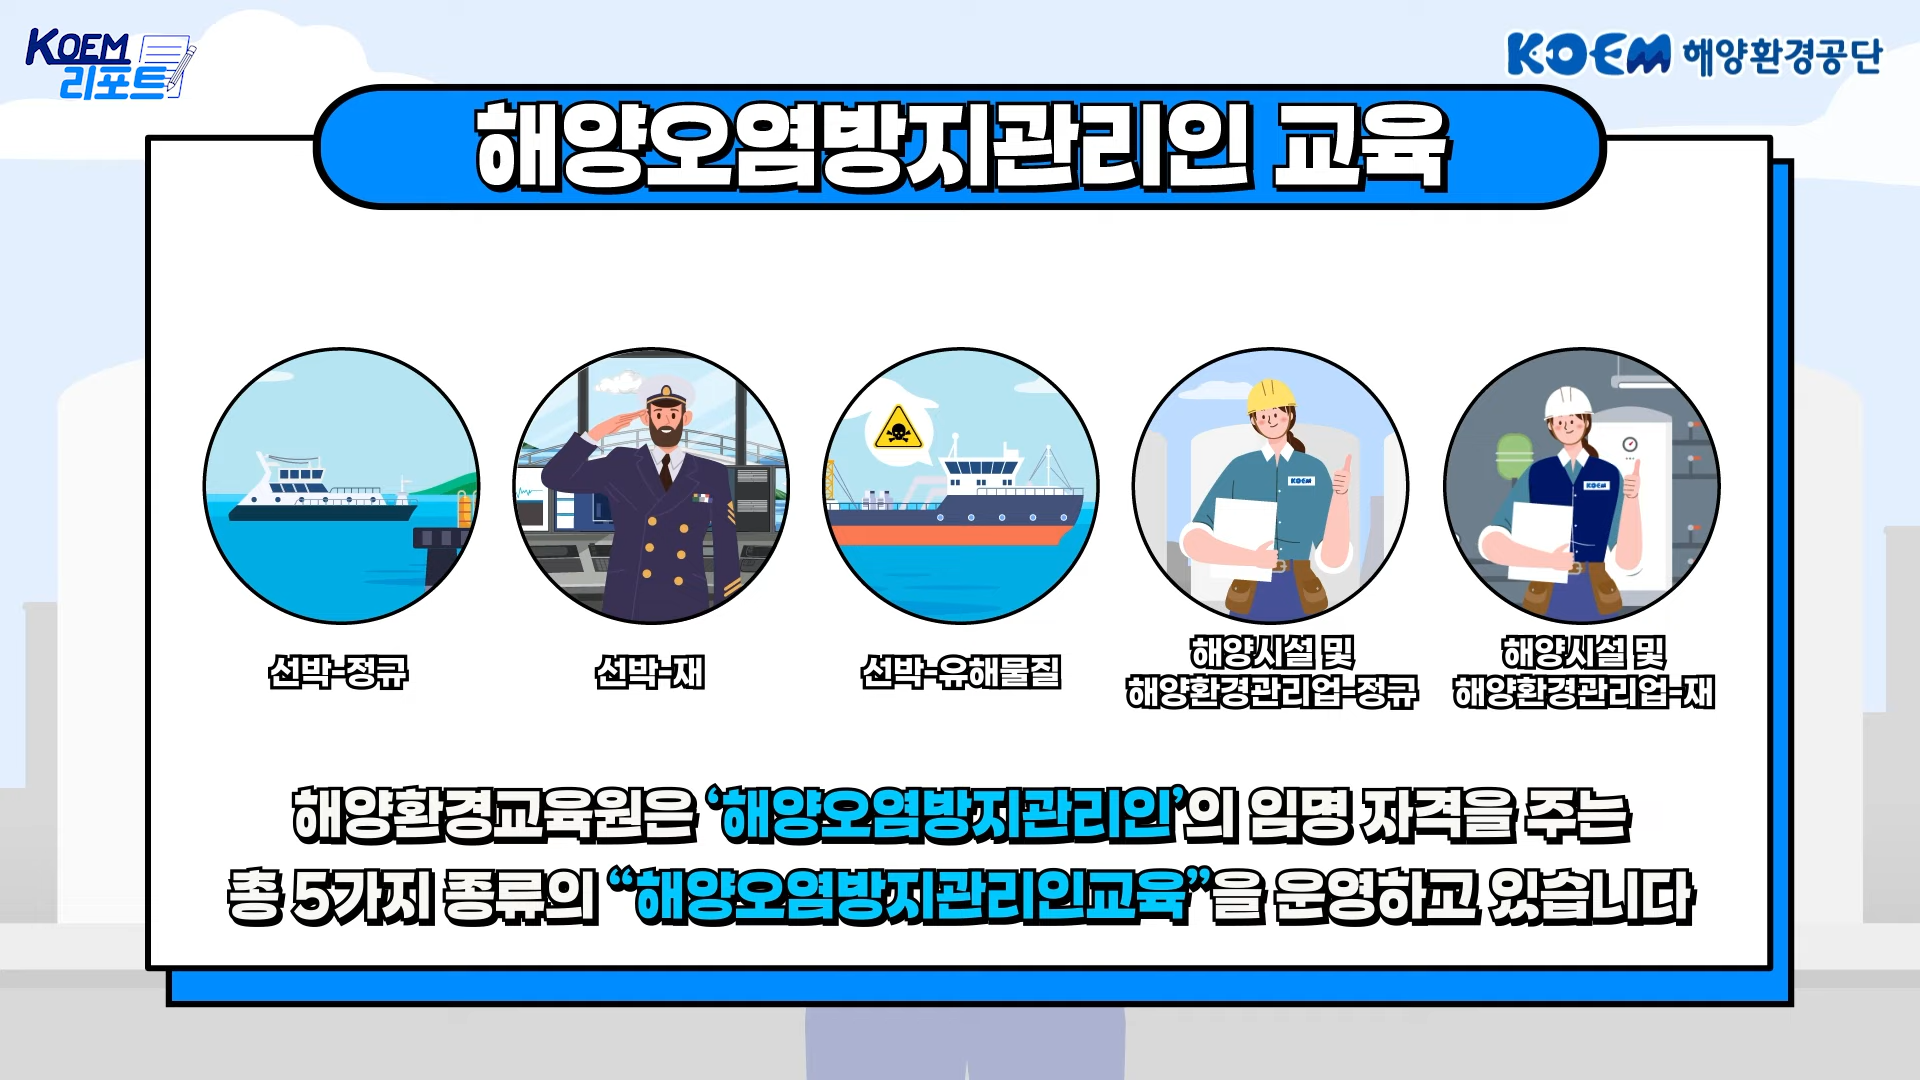 KOEM
리포트
KOEM 해양환경공단
해양오염방지관리인 교육
KOEM
KOEM
선박-정규
선박-재
선박-유해물질
해양시설 및
해양환경관리업-정규
해양시설 및
해양환경관리업-재
해양환경교육원은 ‘해양오염방지관리인’의 임명 자격을 주는
총 5가지 종류의 “해양오염방지관리인교육”을 운영하고 있습니다